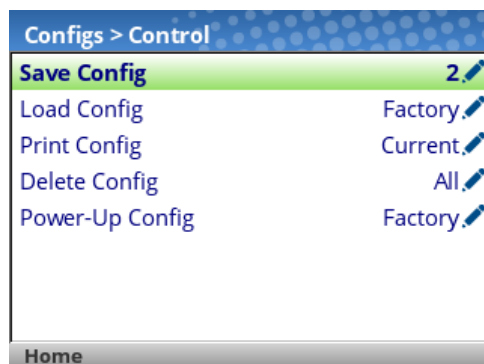 Configs > Control
Save Config 2
Load Config Factory
Print Config Current
Delete Config All
Power-Up Config Factory
Home